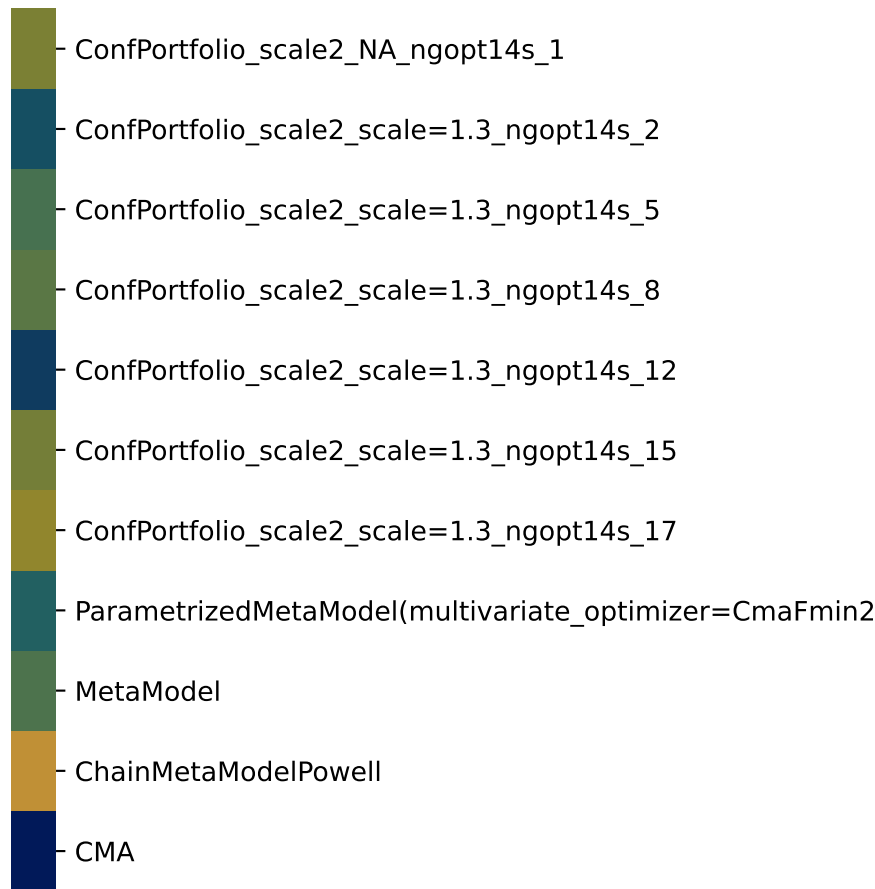 ConfPortfolio_scale2_NA_ngopt14s_1
ConfPortfolio_scale2_scale=1.3_ngopt14s_2
ConfPortfolio_scale2_scale=1.3_ngopt14s_5
ConfPortfolio_scale2_scale=1.3_ngopt14s_8
ConfPortfolio_scale2_scale=1.3_ngopt14s_12
ConfPortfolio_scale2_scale=1.3_ngopt14s_15
ConfPortfolio_scale2_scale=1.3_ngopt14s_17
ParametrizedMetaModel(multivariate_optimizer=CmaFmin2
MetaModel
ChainMetaModelPowell
CMA